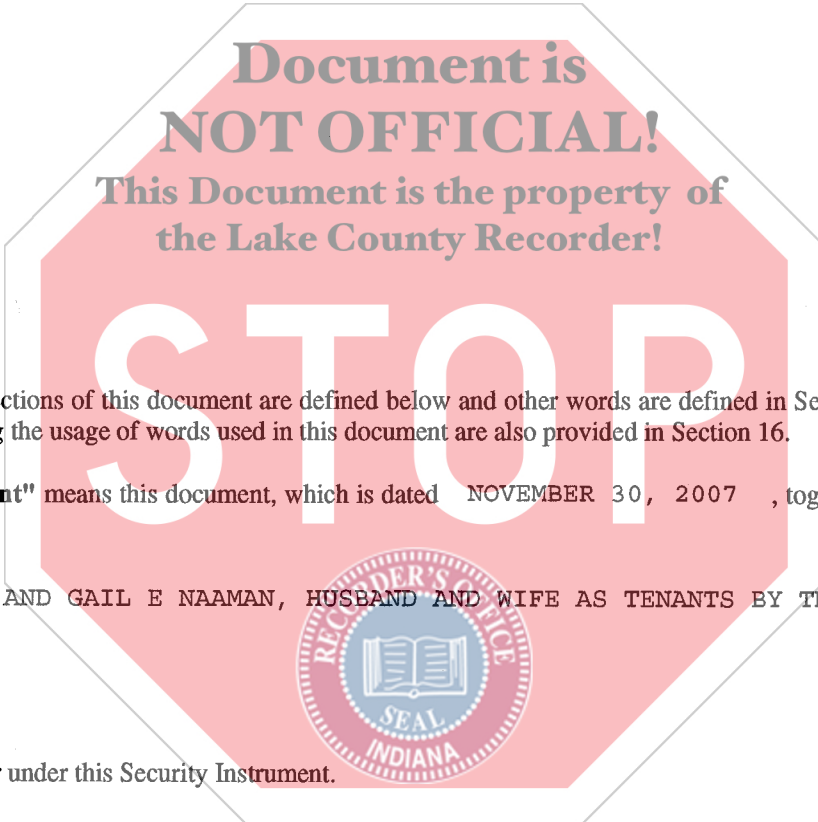 Document is
NOT OFFICIAL!
This Document is the property of
the Lake County Recorder!
STOP
ctions of this document are defined below and other words are defined in Se
the usage of words used in this document are also provided in Section 16.
nt" means this document, which is dated NOVEMBER 30, 2007 , tog
AND GAIL E NAAMAN, HUSBAND AND WIFE AS TENANTS BY
RECORDER'S OFFICE
SEAL
INDIANA
under this Security Instrument.